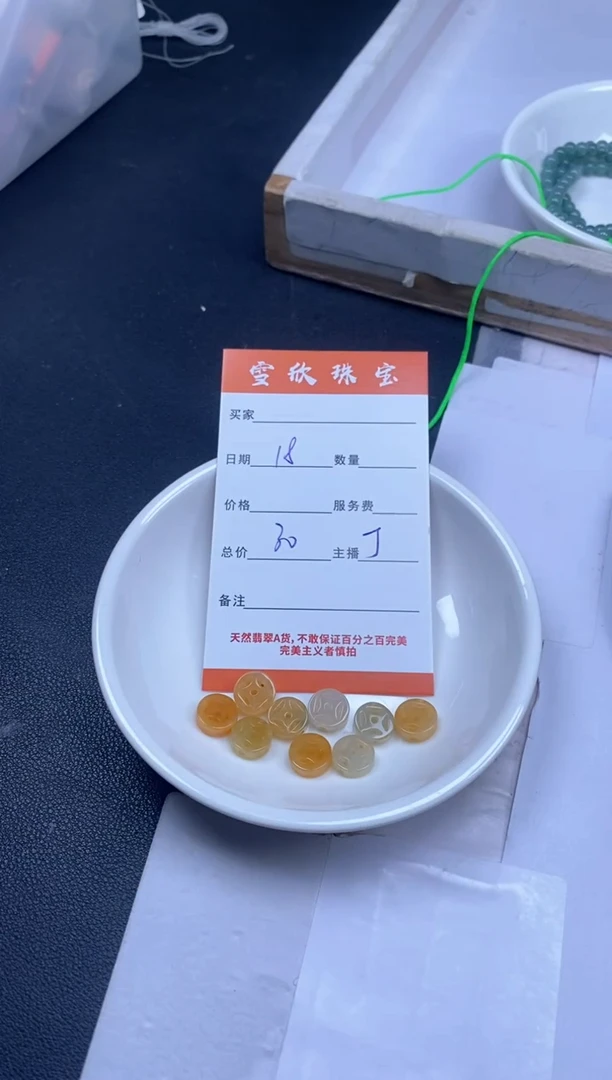 雪欣珠宝
买家
日期 18 数量
价格 服务费
总价 30 主播 丁
备注
天然翡翠A货,不敢保证百分之百完美
完美主义者慎拍